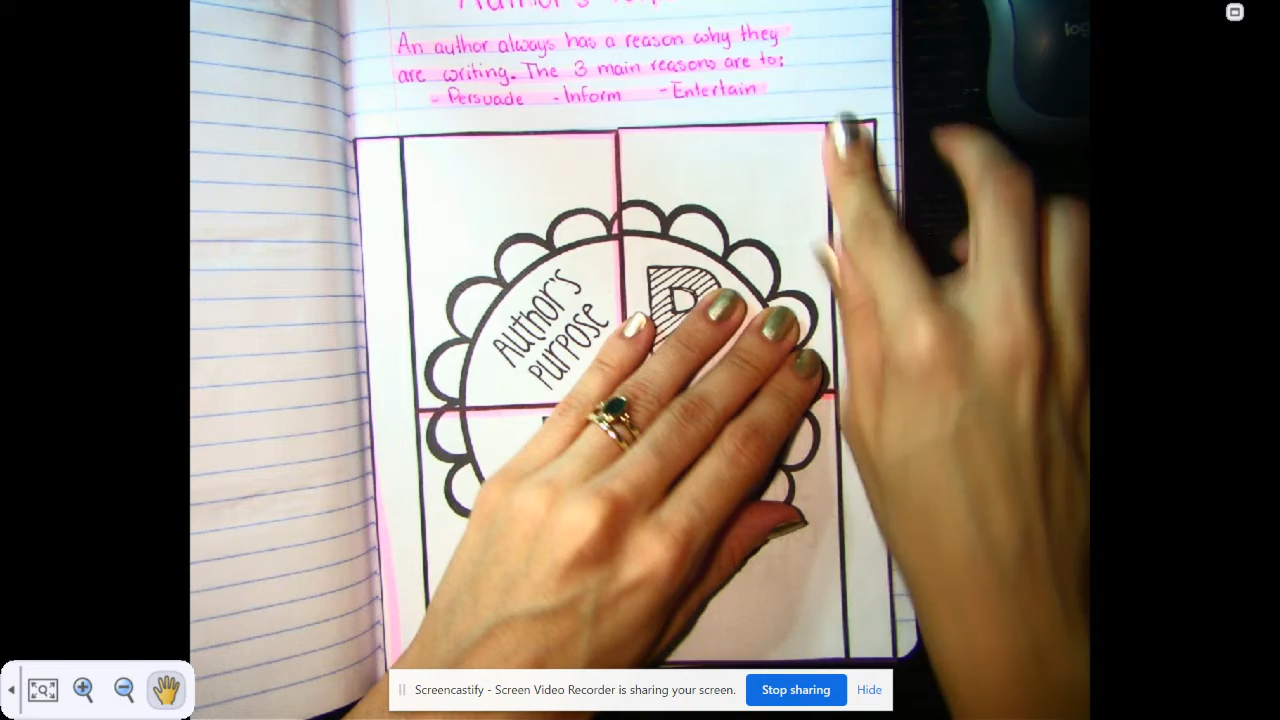 Author's
An author always has a reason why they
are writing. The 3 main reasons are to:
- Persuade - Inform - Entertain
Author's
Purpose
P
Screencastify - Screen Video Recorder is sharing your screen.
Stop sharing
Hide